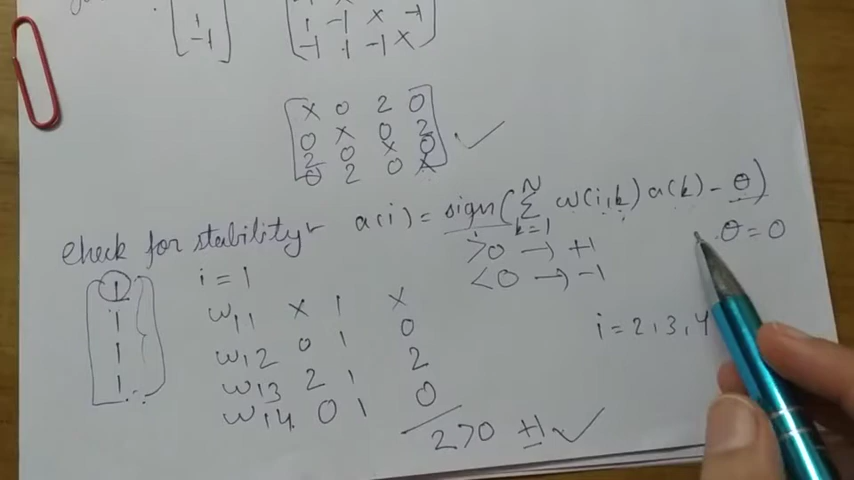 1
-1
1 -1 x -1
-1 1 -1 x
x 0 2 0
0 x 0 2
2 0 x 0
0 2 0 x
check for stability a(i) = sign(∑ N k=1 w(i,k) a(k) - θ)
>0 → +1 θ = 0
<0 → -1
i = 2,3,4
1
1
1
1
i = 1
w11 x 1 x
w12 0 1 0
w13 2 1 2
w14 0 1 0
2>0 +1 ✓